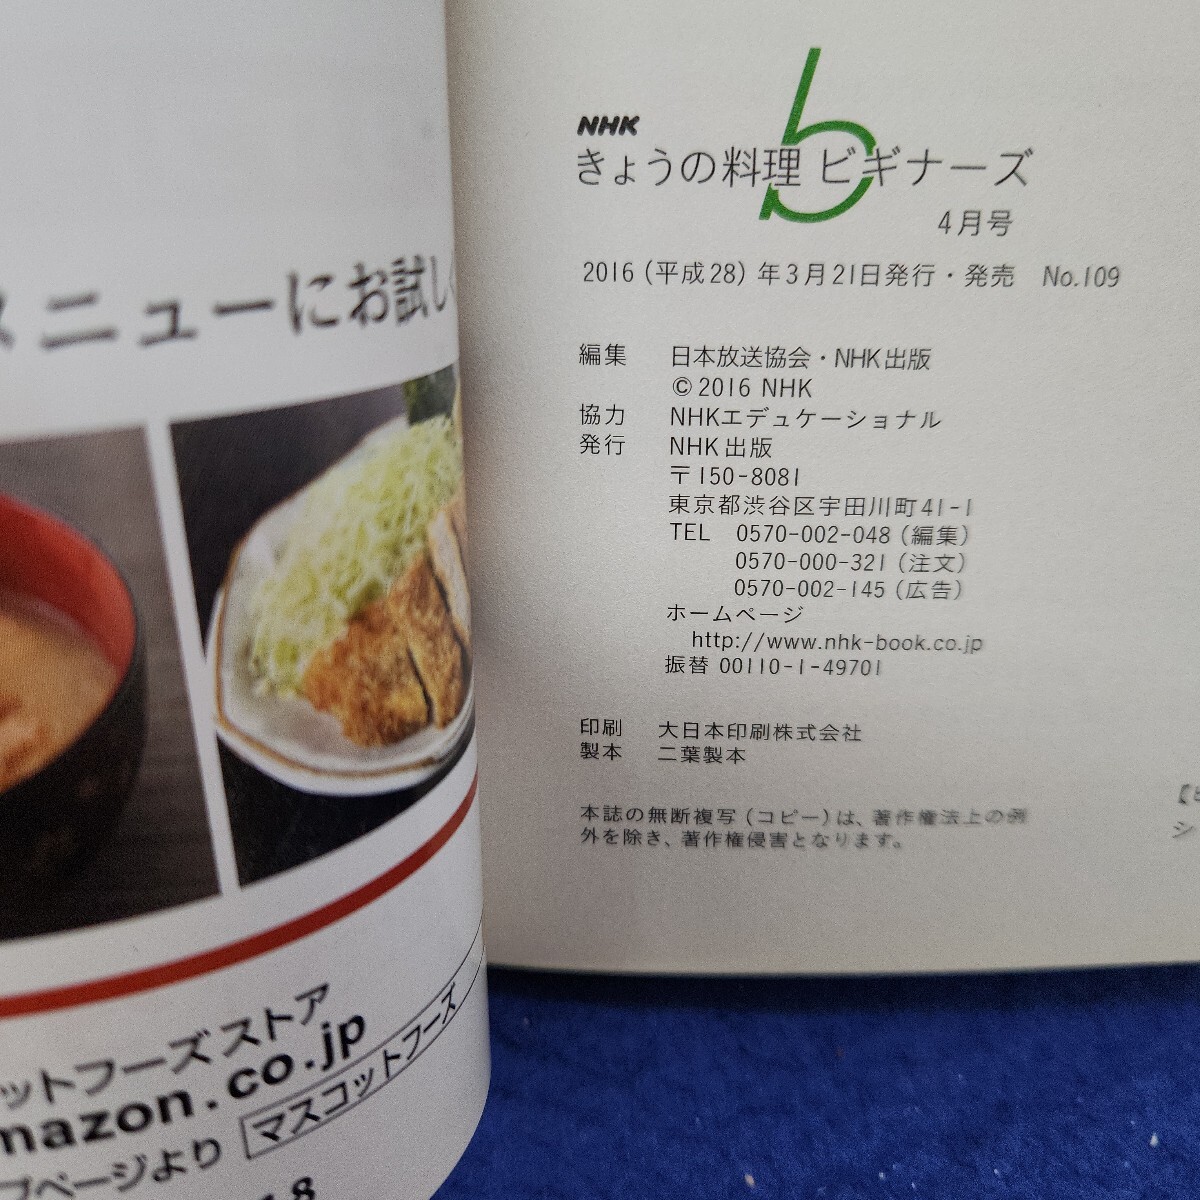 メニューにお試し
ットフーズストア
mazon.co.jp
プページより マスコットフーズ
NHK
きょうの料理 ビギナーズ
b
4月号
2016（平成28）年3月21日発行・発売 No.109
編集 日本放送協会・NHK出版
©2016 NHK
協力 NHKエデュケーショナル
発行 NHK出版
〒150-8081
東京都渋谷区宇田川町41-1
TEL 0570-002-048（編集）
0570-000-321（注文）
0570-002-145（広告）
ホームページ
http://www.nhk-book.co.jp
振替 00110-1-49701
印刷 大日本印刷株式会社
製本 二葉製本
本誌の無断複写（コピー）は、著作権法上の例
外を除き、著作権侵害となります。